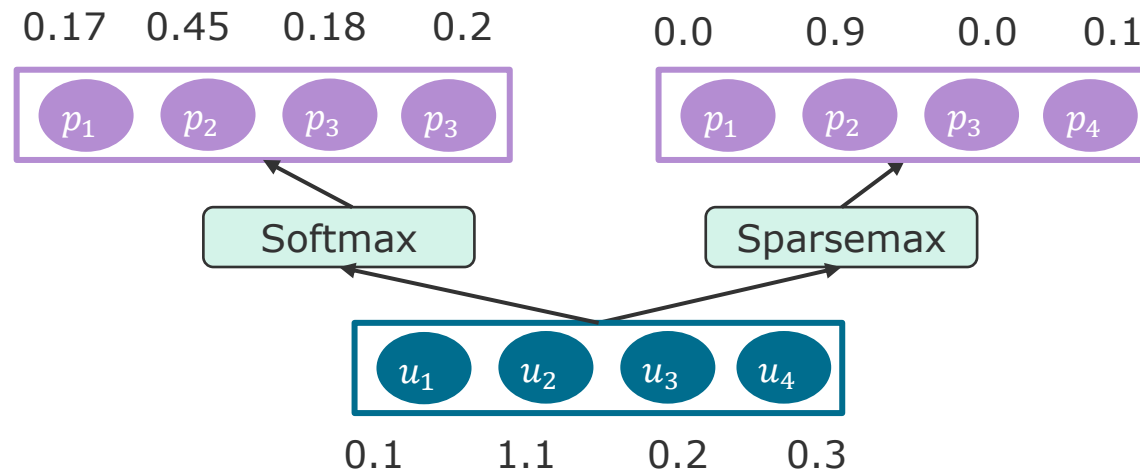 0.17 0.45 0.18 0.2 0.0 0.9 0.0 0.1
p₁ p₂ p₃ p₃ p₁ p₂ p₃ p₄
Softmax Sparsemax
u₁ u₂ u₃ u₄
0.1 1.1 0.2 0.3